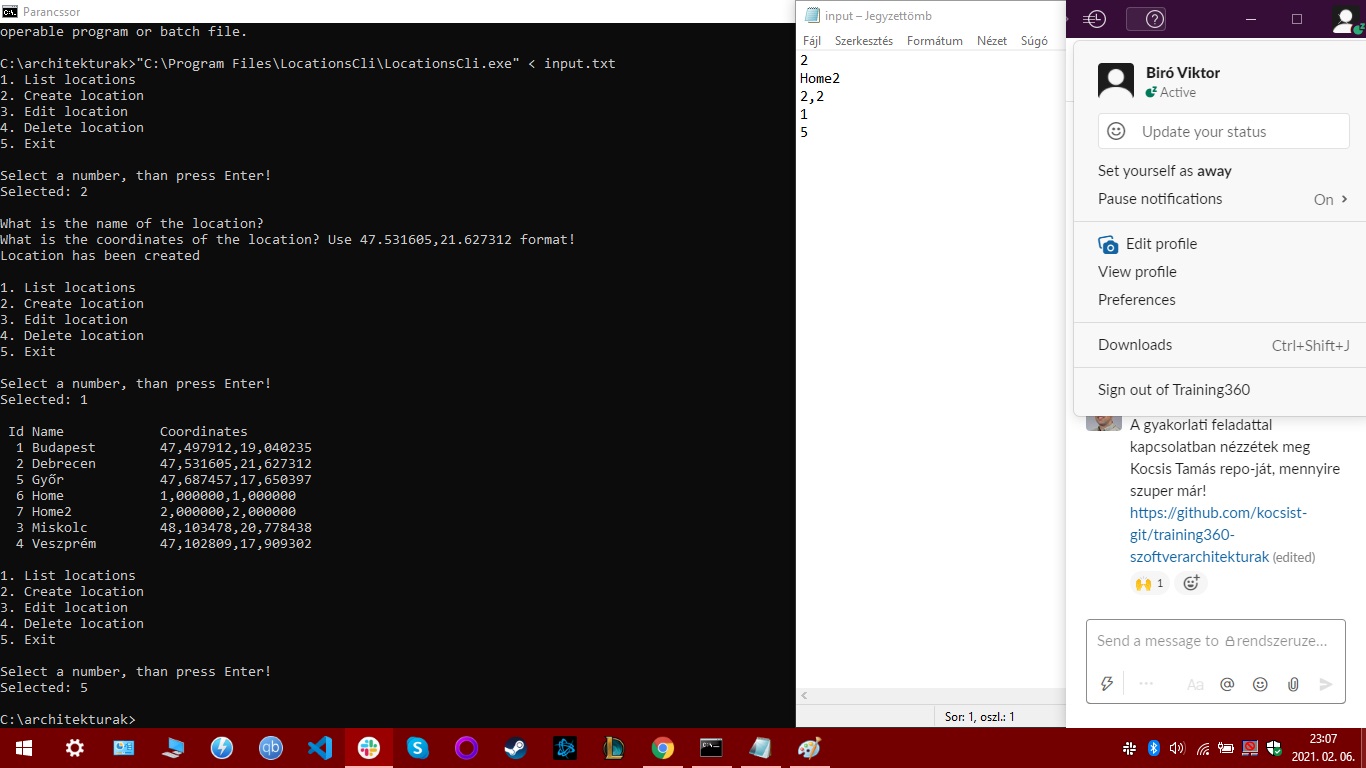 Parancssor
operable program or batch file.
C:\architekturak>"C:\Program Files\LocationsCli\LocationsCli.exe" < input.txt
1. List locations
2. Create location
3. Edit location
4. Delete location
5. Exit
Select a number, than press Enter!
Selected: 2
What is the name of the location?
What is the coordinates of the location? Use 47.531605,21.627312 format!
Location has been created
1. List locations
2. Create location
3. Edit location
4. Delete location
5. Exit
Select a number, than press Enter!
Selected: 1
Id Name Coordinates
1 Budapest 47,497912,19,040235
2 Debrecen 47,531605,21,627312
5 Győr 47,687457,17,650397
6 Home 1,000000,1,000000
7 Home2 2,000000,2,000000
3 Miskolc 48,103478,20,778438
4 Veszprém 47,102809,17,909302
1. List locations
2. Create location
3. Edit location
4. Delete location
5. Exit
Select a number, than press Enter!
Selected: 5
C:\architekturak>
input – Jegyzettömb
Fájl Szerkesztés Formátum Nézet Súgó
2
Home2
2,2
1
5
Sor: 1, oszl.: 1
Biró Viktor
Active
Update your status
Set yourself as away
Pause notifications On
Edit profile
View profile
Preferences
Downloads Ctrl+Shift+J
Sign out of Training360
A gyakorlati feladattal
kapcsolatban nézzétek meg
Kocsis Tamás repo-ját, mennyire
szuper már!
https://github.com/kocsist-
git/training360-
szoftverarchitekturak (edited)
1
Send a message to rendszeruze...
Aa
23:07
2021. 02. 06.